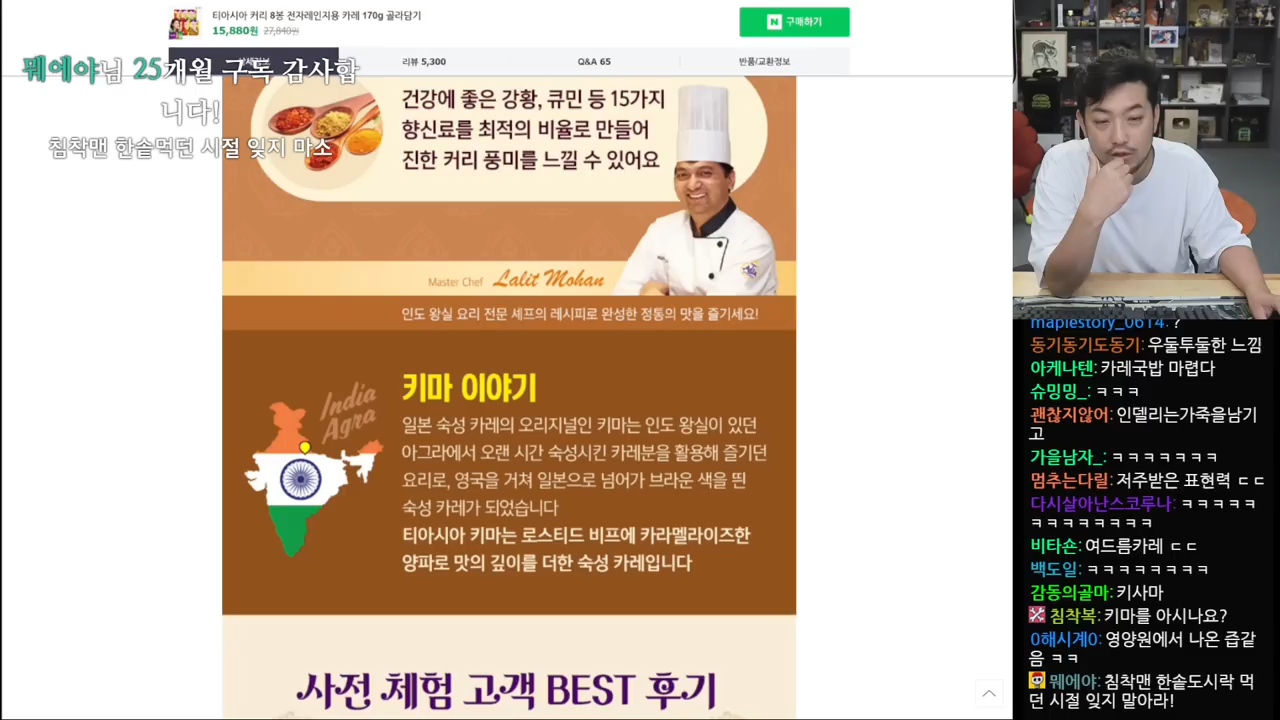 티아시아 커리 8봉 전자레인지용 카레 170g 골라담기
15,880원 27,840원
N 구매하기
리뷰 5,300
Q&A 65
반품/교환정보
뭬에야님 25개월 구독 감사합
니다!
침착맨 한솥먹던 시절 잊지 마소
건강에 좋은 강황, 큐민 등 15가지
향신료를 최적의 비율로 만들어
진한 커리 풍미를 느낄 수 있어요
Master Chef Lalit Mohan
인도 왕실 요리 전문 셰프의 레시피로 완성한 정통의 맛을 즐기세요!
India
Agra
키마 이야기
일본 숙성 카레의 오리지널인 키마는 인도 왕실이 있던
아그라에서 오랜 시간 숙성시킨 카레분을 활용해 즐기던
요리로, 영국을 거쳐 일본으로 넘어가 브라운 색을 띈
숙성 카레가 되었습니다
티아시아 키마는 로스티드 비프에 카라멜라이즈한
양파로 맛의 깊이를 더한 숙성 카레입니다
사전 체험 고객 BEST 후기
maplestory_0614: ?
동기동기도동기: 우둘투둘한 느낌
아케나텐: 카레국밥 마렵다
슈밍밍_: ㅋㅋㅋ
괜찮지않어: 인델리는가죽을남기
고
가을남자_: ㅋㅋㅋㅋㅋㅋㅋ
멈추는다릴: 저주받은 표현력 ㄷㄷ
다시살아난스코루나: ㅋㅋㅋㅋㅋ
ㅋㅋㅋㅋㅋㅋㅋㅋ
비타숀: 여드름카레 ㄷㄷ
백도일: ㅋㅋㅋㅋㅋㅋㅋㅋ
감동의골마: 키사마
침착복: 키마를 아시나요?
0해시계0: 영양원에서 나온 즙같
음 ㅋㅋ
뭬에야: 침착맨 한솥도시락 먹
던 시절 잊지 말아라!